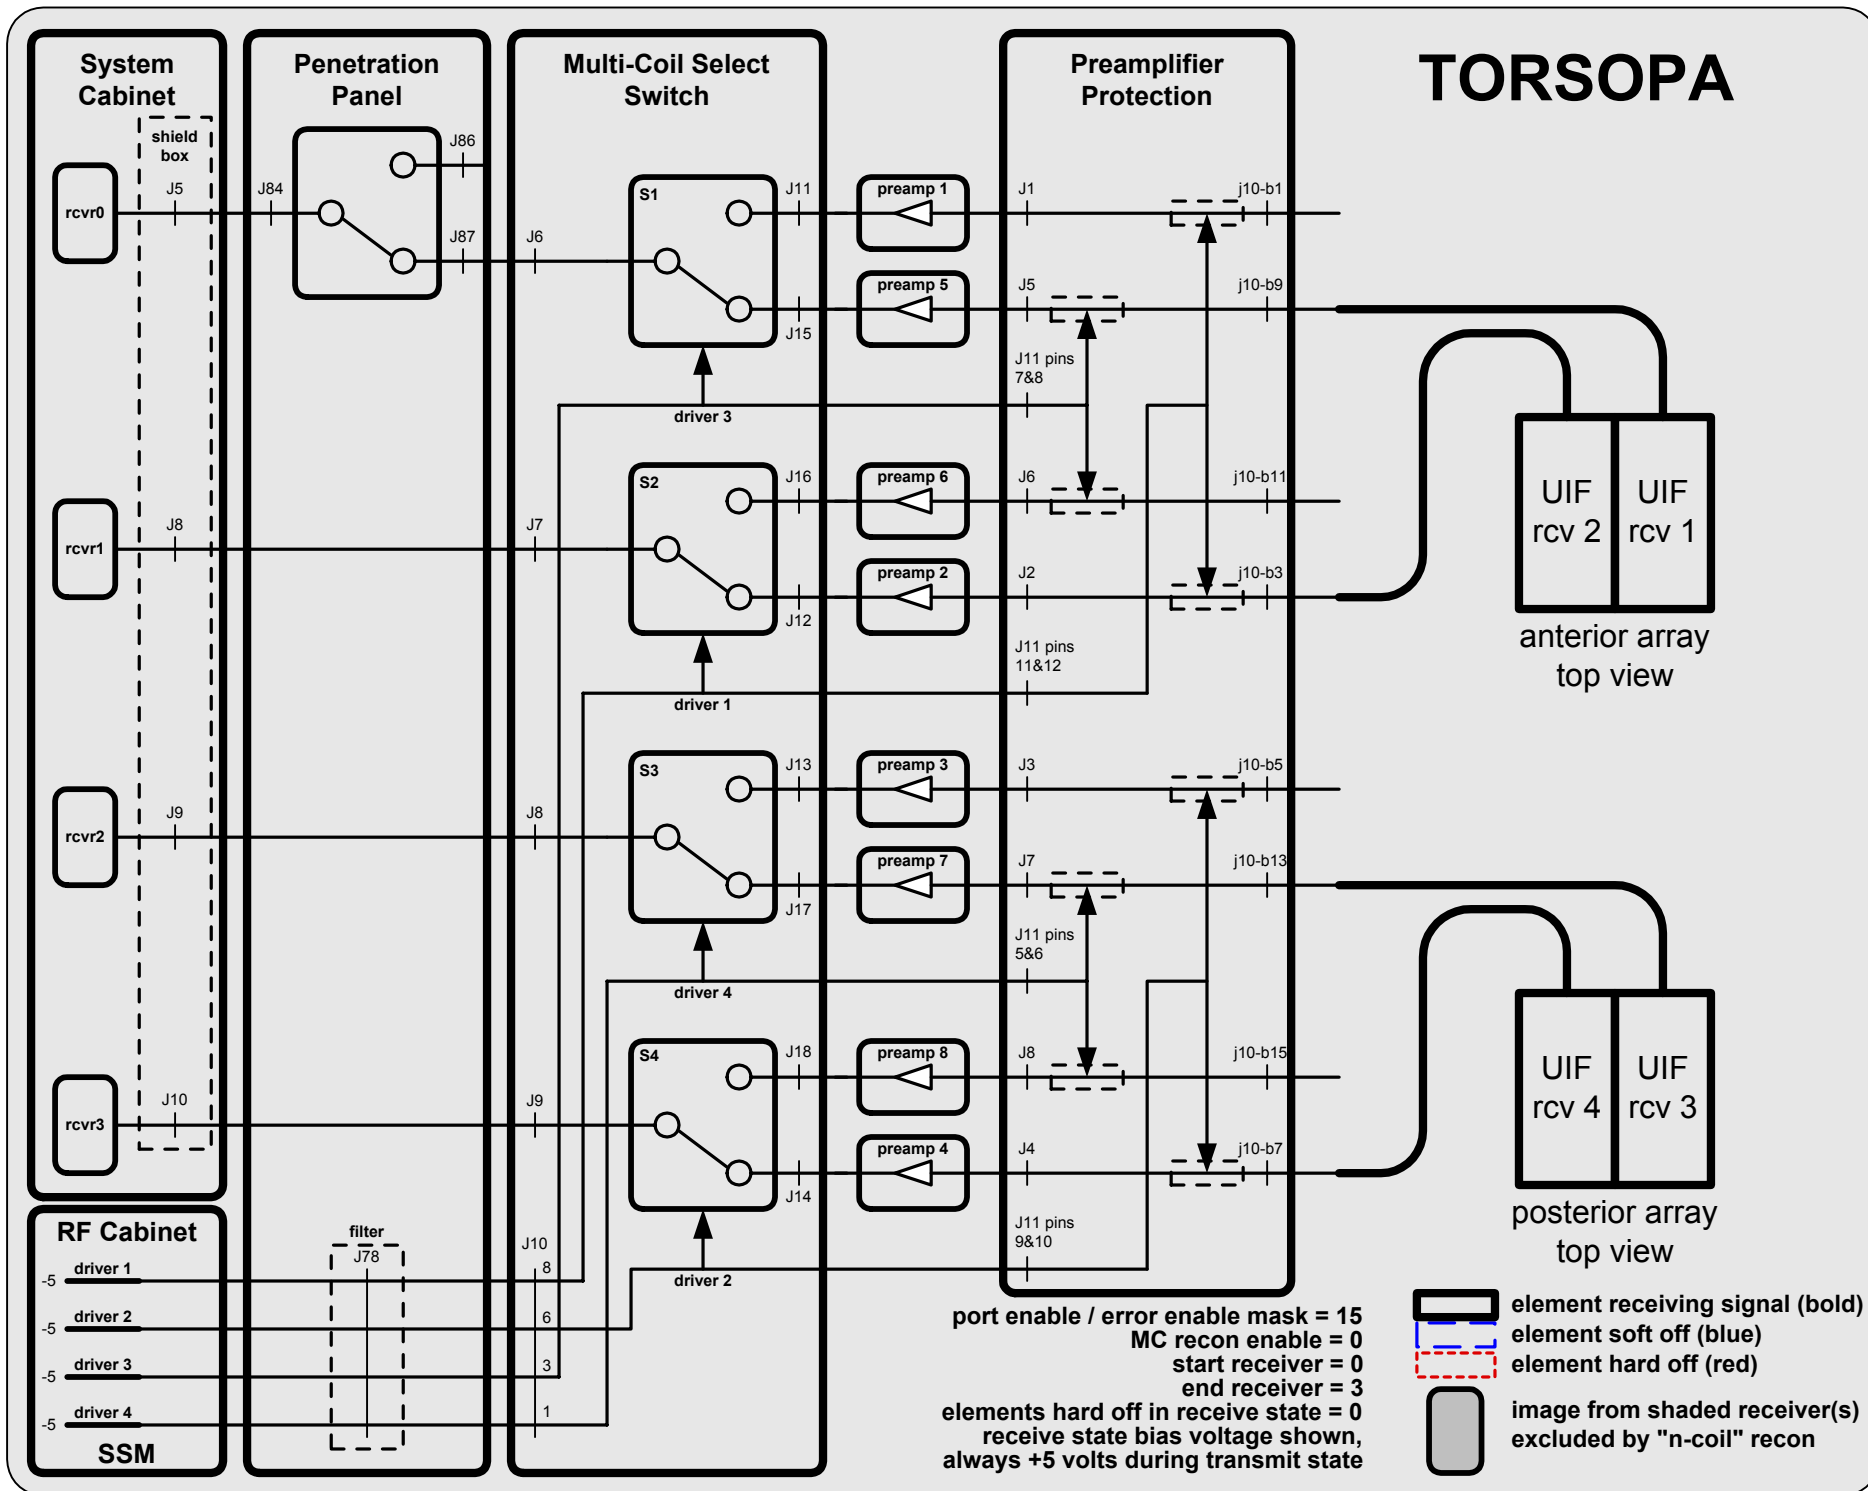 TORSOPA
System
Cabinet
shield
box
rcvr0
J5
rcvr1
J8
rcvr2
J9
rcvr3
J10
RF Cabinet
-5 driver 1
-5 driver 2
-5 driver 3
-5 driver 4
SSM
Penetration
Panel
J84
J86
J87
filter
J78
Multi-Coil Select
Switch
J6
S1
J11
J15
driver 3
J7
S2
J16
J12
driver 1
J8
S3
J13
J17
driver 4
J9
S4
J18
J14
driver 2
J10
8
6
3
1
preamp 1
preamp 5
preamp 6
preamp 2
preamp 3
preamp 7
preamp 8
preamp 4
Preamplifier
Protection
J1
j10-b1
J5
j10-b9
J11 pins
7&8
J6
j10-b11
J2
j10-b3
J11 pins
11&12
J3
j10-b5
J7
j10-b13
J11 pins
5&6
J8
j10-b15
J4
j10-b7
J11 pins
9&10
UIF
rcv 2
UIF
rcv 1
anterior array
top view
UIF
rcv 4
UIF
rcv 3
posterior array
top view
port enable / error enable mask = 15
MC recon enable = 0
start receiver = 0
end receiver = 3
elements hard off in receive state = 0
receive state bias voltage shown,
always +5 volts during transmit state
element receiving signal (bold)
element soft off (blue)
element hard off (red)
image from shaded receiver(s)
excluded by "n-coil" recon